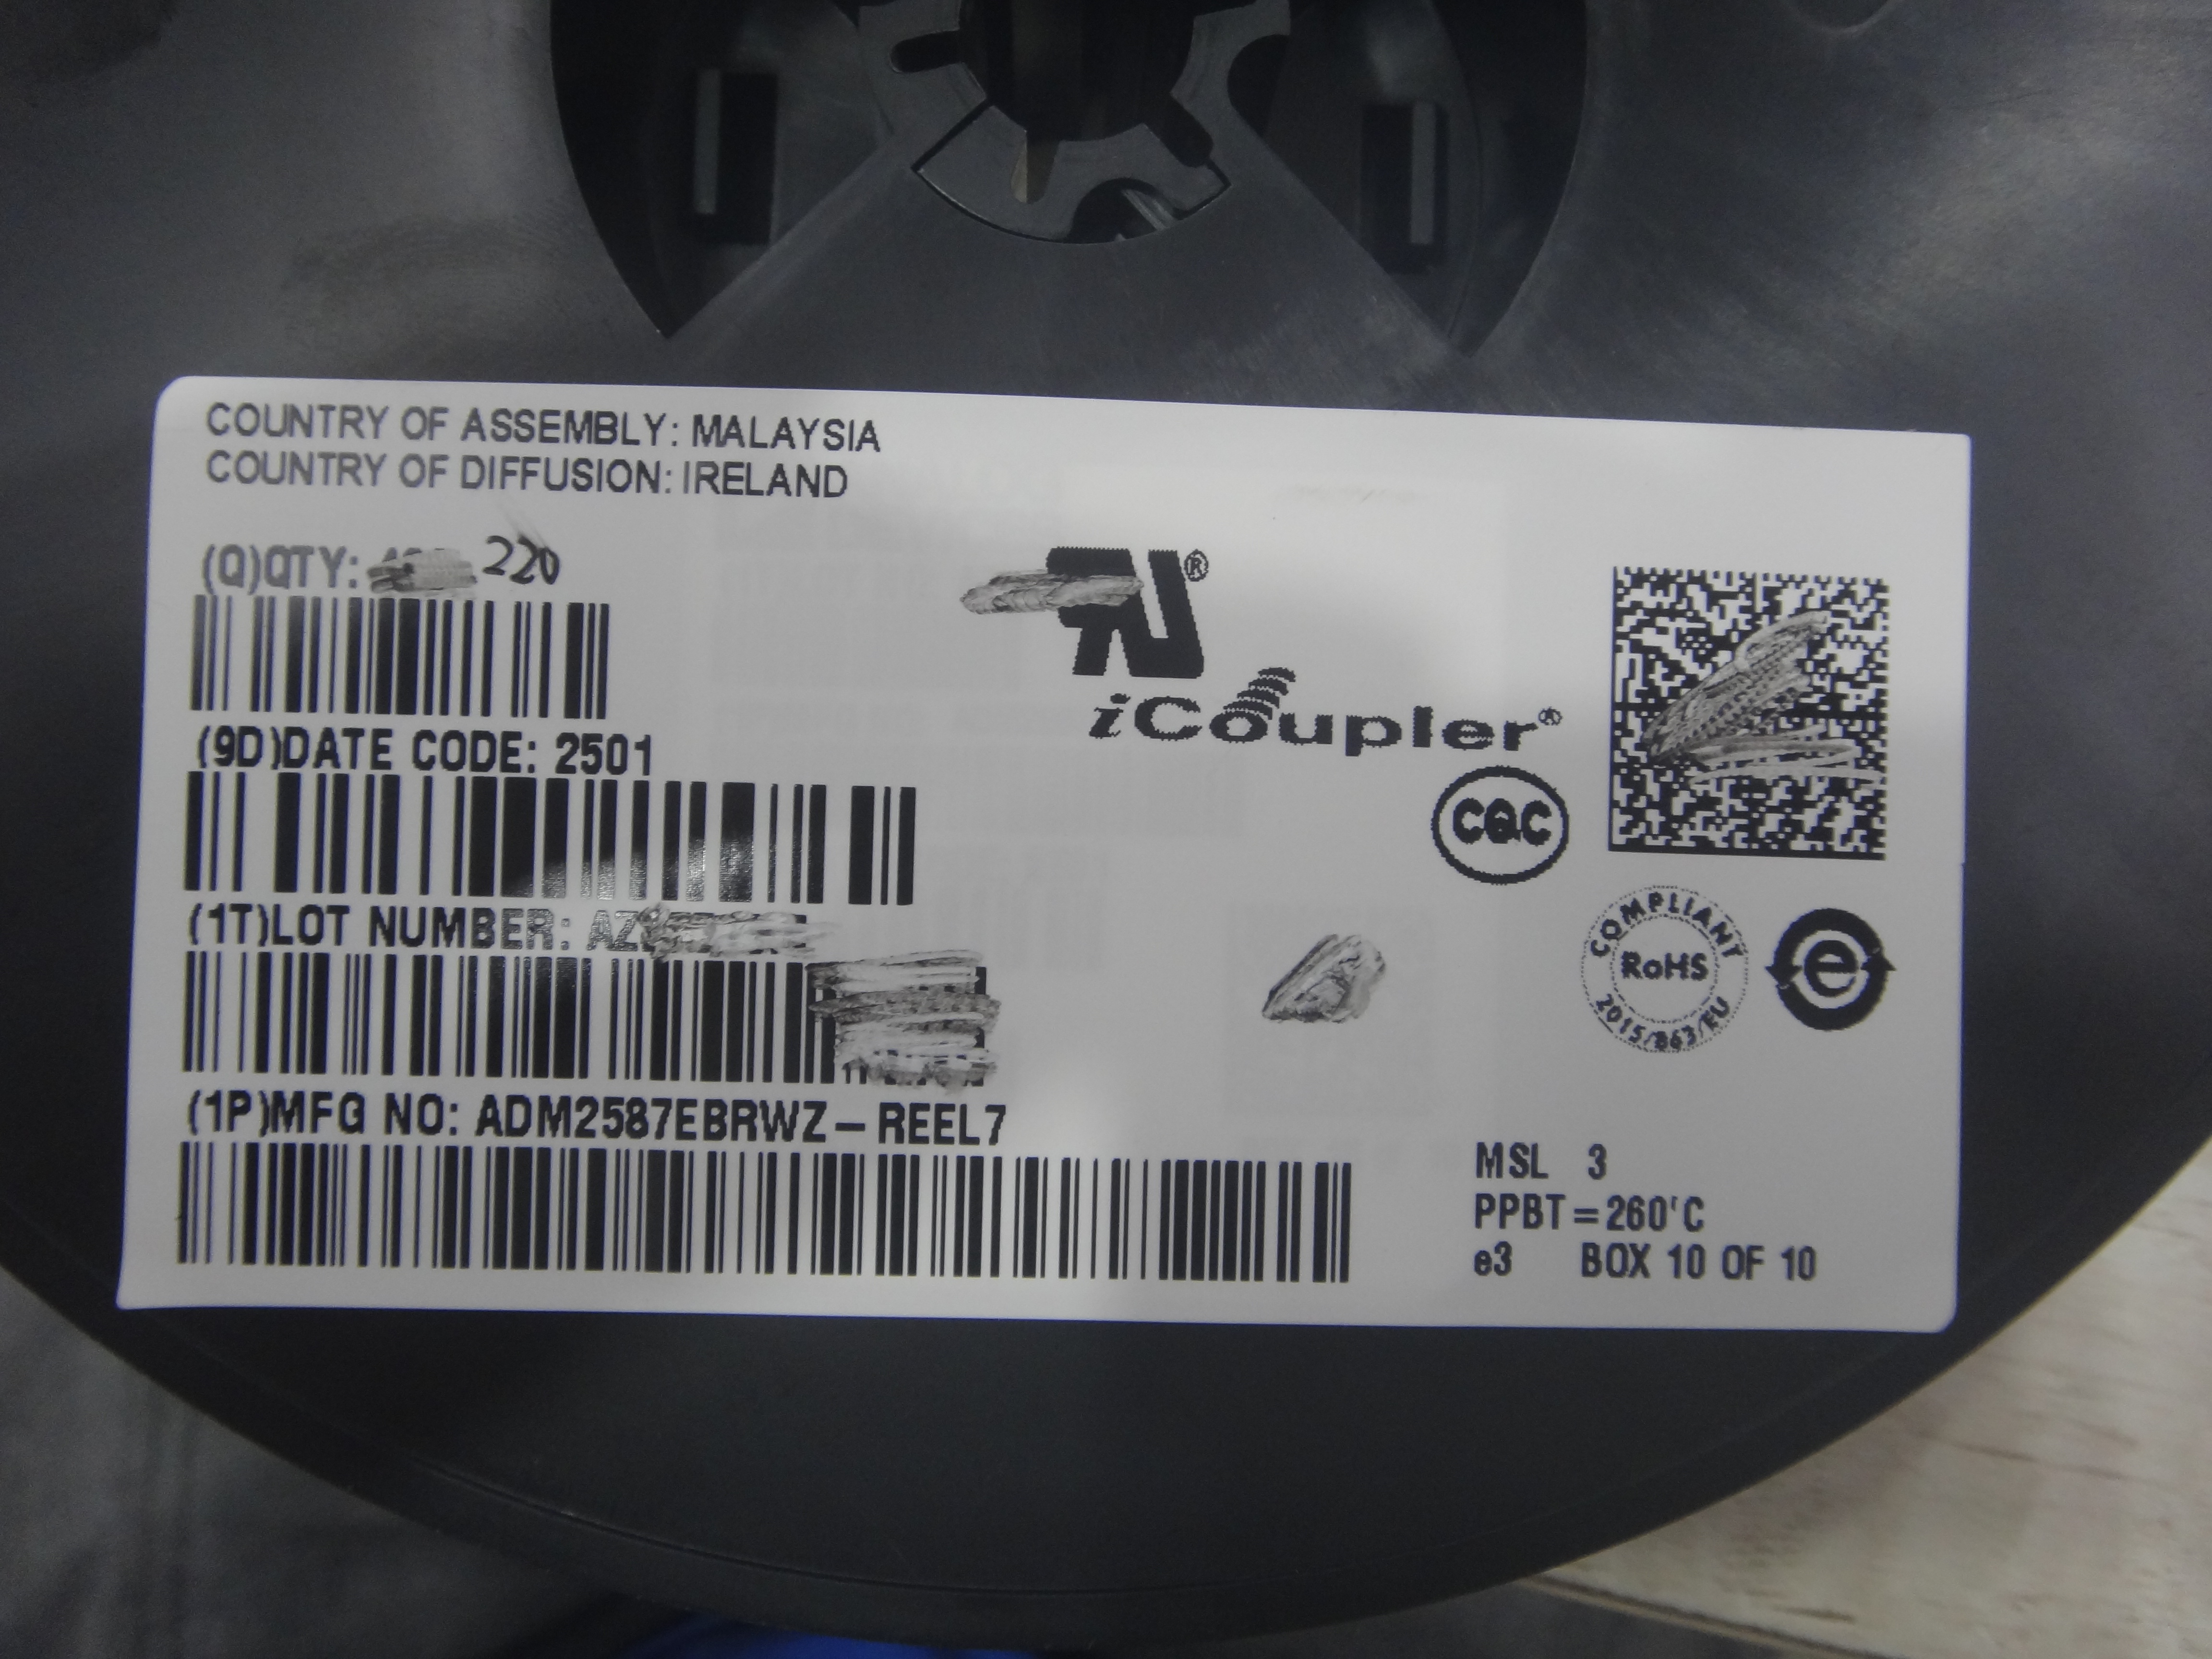 COUNTRY OF ASSEMBLY: MALAYSIA
COUNTRY OF DIFFUSION: IRELAND
(Q)QTY: 220
(9D)DATE CODE: 2501
(1T)LOT NUMBER: AZ
(1P)MFG NO: ADM2587EBRWZ-REEL7
®
iCoupler®
CQC
COMPLIANT
RoHS
2015/863/EU
e
MSL 3
PPBT=260'C
e3 BOX 10 OF 10